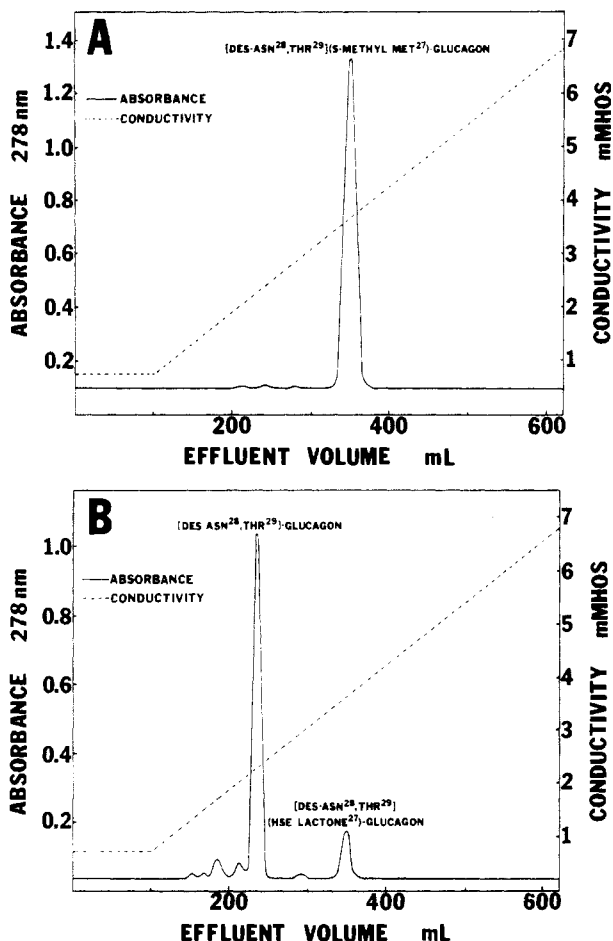 A
[DES-ASN28,THR29](S-METHYL MET27)-GLUCAGON
ABSORBANCE
CONDUCTIVITY
ABSORBANCE 278 nm
1.4
1.2
1.0
0.8
0.6
0.4
0.2
7
6
5
4
3
2
1
CONDUCTIVITY mMHOS
200
400
600
EFFLUENT VOLUME mL
B
[DES ASN28,THR29]-GLUCAGON
ABSORBANCE
CONDUCTIVITY
[DES-ASN28,THR29]
(HSE LACTONE27)-GLUCAGON
ABSORBANCE 278 nm
1.0
0.8
0.6
0.4
0.2
7
6
5
4
3
2
1
CONDUCTIVITY mMHOS
200
400
600
EFFLUENT VOLUME mL